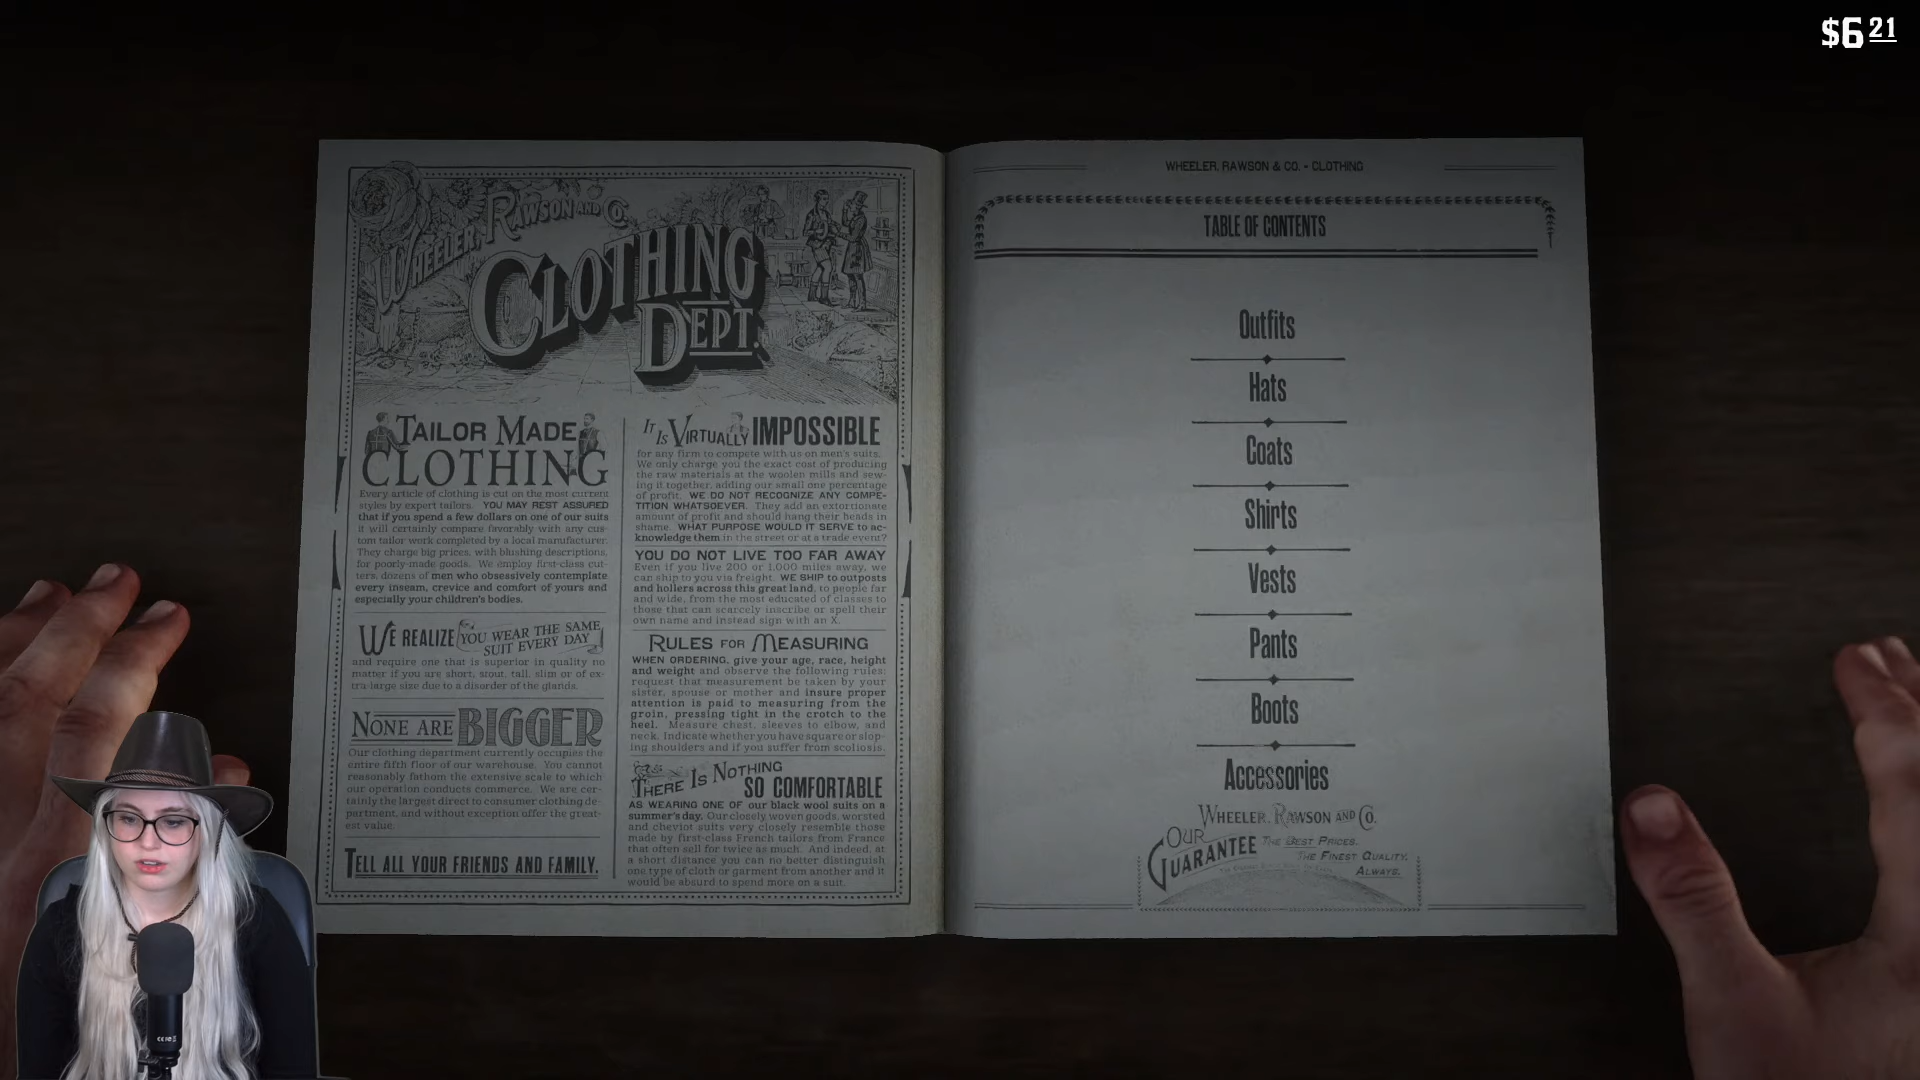 $6 21
WHEELER, RAWSON AND CO.
CLOTHING
DEPT.
TAILOR MADE
CLOTHING
Every article of clothing is cut on the most current
styles by expert tailors. YOU MAY REST ASSURED
that if you spend a few dollars on one of our suits
it will certainly compare favorably with any cus-
tom tailor work completed by a local manufacturer.
They charge big prices, with blushing descriptions,
for poorly-made goods. We employ first-class cut-
ters, dozens of men who obsessively contemplate
every inseam, crevice and comfort of yours and
especially your children's bodies.
WE REALIZE YOU WEAR THE SAME
SUIT EVERY DAY
and require one that is superior in quality no
matter if you are short, stout, tall, slim or of ex-
tra-large size due to a disorder of the glands.
NONE ARE BIGGER
Our clothing department currently occupies the
entire fifth floor of our warehouse. You cannot
reasonably fathom the extensive scale to which
our operation conducts commerce. We are cer-
tainly the largest direct to consumer clothing de-
partment, and without exception offer the great-
est value.
TELL ALL YOUR FRIENDS AND FAMILY.
IT IS VIRTUALLY IMPOSSIBLE
for any firm to compete with us on men's suits.
We only charge you the exact cost of producing
the raw materials at the woolen mills and sew-
ing it together, adding our small one percentage
of profit. WE DO NOT RECOGNIZE ANY COMPE-
TITION WHATSOEVER. They add an extortionate
amount of profit and should hang their heads in
shame. WHAT PURPOSE WOULD IT SERVE to ac-
knowledge them in the street or at a trade event?
YOU DO NOT LIVE TOO FAR AWAY
Even if you live 200 or 1,000 miles away, we
can ship to you via freight. WE SHIP to outposts
and hollers across this great land, to people far
and wide, from the most educated of classes to
those that can scarcely inscribe or spell their
own name and instead sign with an X.
RULES FOR MEASURING
WHEN ORDERING, give your age, race, height
and weight and observe the following rules:
request that measurement be taken by your
sister, spouse or mother and insure proper
attention is paid to measuring from the
groin, pressing tight in the crotch to the
heel. Measure chest, sleeves to elbow, and
neck. Indicate whether you have square or slop-
ing shoulders and if you suffer from scoliosis.
THERE IS NOTHING
SO COMFORTABLE
AS WEARING ONE OF our black wool suits on a
summer's day. Our closely woven goods, worsted
and cheviot suits very closely resemble those
made by first-class French tailors from France
that often sell for twice as much. And indeed, at
a short distance you can no better distinguish
one type of cloth or garment from another and it
would be absurd to spend more on a suit.
WHEELER, RAWSON & CO. - CLOTHING
TABLE OF CONTENTS
Outfits
Hats
Coats
Shirts
Vests
Pants
Boots
Accessories
WHEELER, RAWSON AND CO.
OUR
GUARANTEE
THE BEST PRICES.
THE FINEST QUALITY.
ALWAYS.